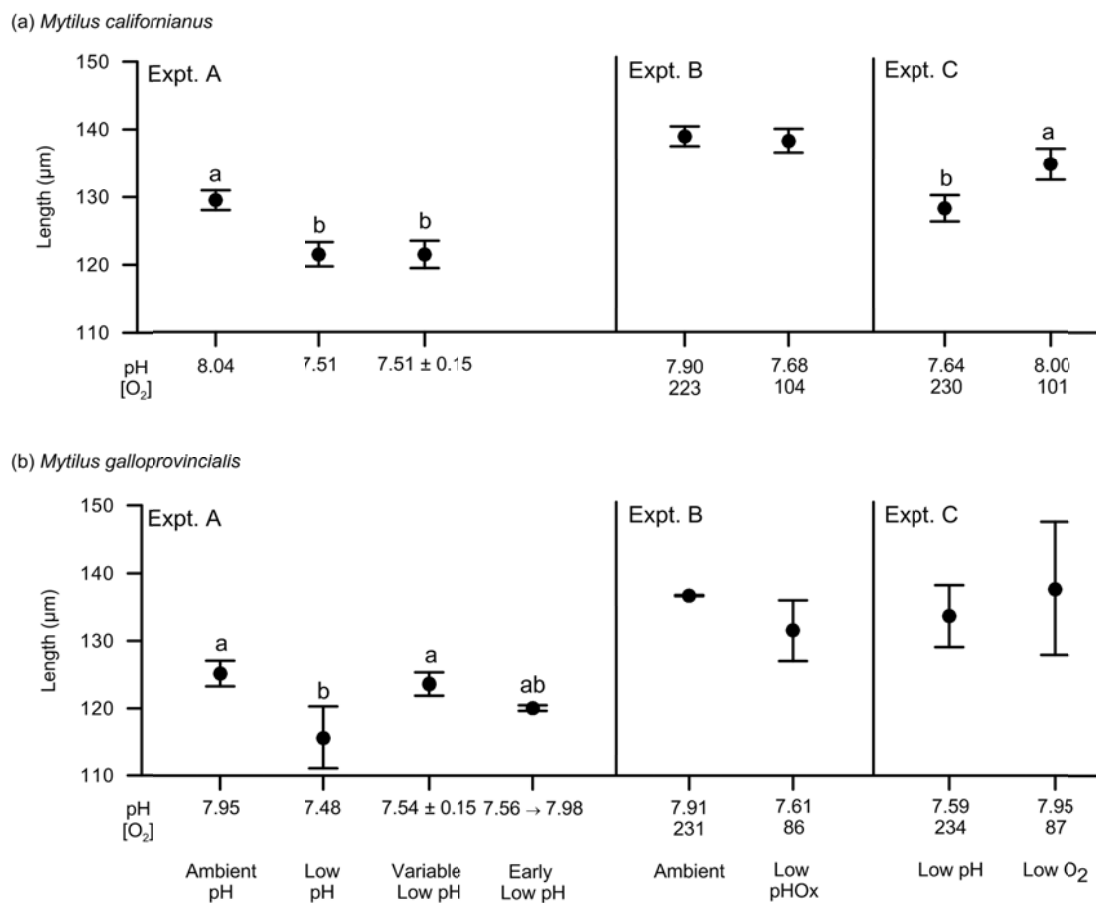 (a) Mytilus californianus
150
140
130
120
110
Length (µm)
Expt. A
Expt. B
Expt. C
a
b
b
b
a
pH 8.04 7.51 7.51 ± 0.15 7.90 7.68 7.64 8.00
[O₂] 223 104 230 101
(b) Mytilus galloprovincialis
150
140
130
120
110
Length (µm)
Expt. A
Expt. B
Expt. C
a
b
a
ab
pH 7.95 7.48 7.54 ± 0.15 7.56 → 7.98 7.91 7.61 7.59 7.95
[O₂] 231 86 234 87
Ambient Low Variable Early Ambient Low Low pH Low O₂
pH pH Low pH Low pH pHOx